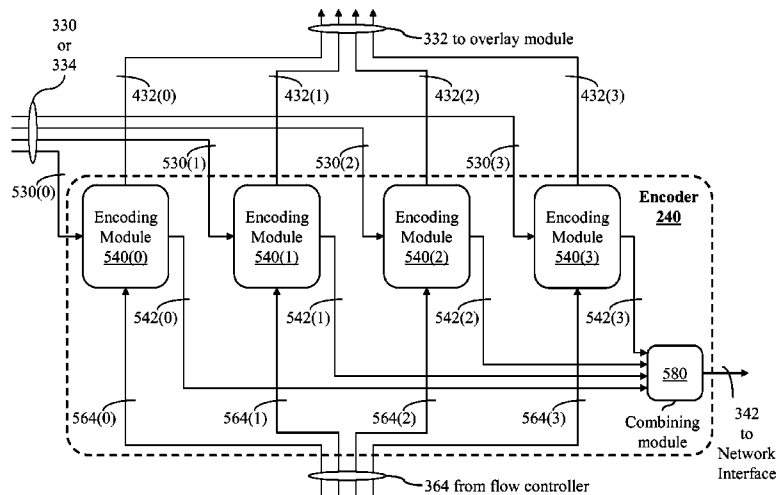 330
or
334
332 to overlay module
432(0)
432(1)
432(2)
432(3)
530(0)
530(1)
530(2)
530(3)
Encoder
240
Encoding
Module
540(0)
Encoding
Module
540(1)
Encoding
Module
540(2)
Encoding
Module
540(3)
542(0)
542(1)
542(2)
542(3)
580
Combining
module
564(0)
564(1)
564(2)
564(3)
342
to
Network
Interface
364 from flow controller